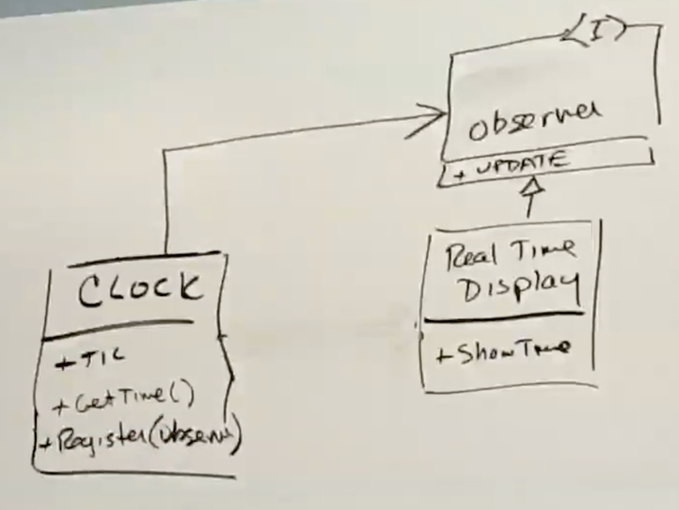 <I>
Observer
+ UPDATE
Real Time
Display
+ShowTime
CLOCK
+TIC
+GetTime()
+Register(Observer)